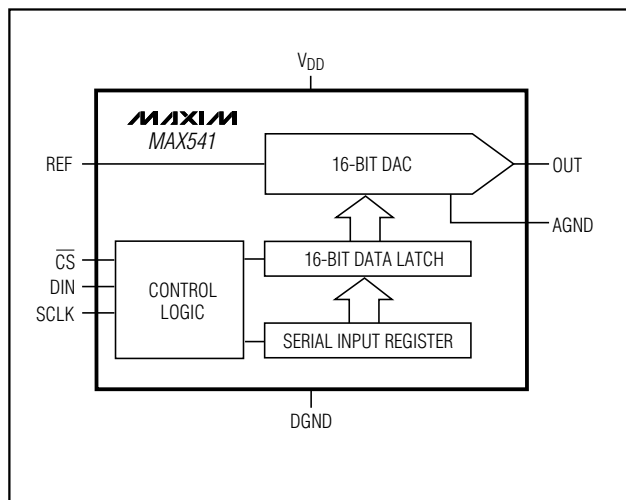 VDD
MAXIM
MAX541
REF
16-BIT DAC
OUT
AGND
CS
16-BIT DATA LATCH
DIN
CONTROL
LOGIC
SCLK
SERIAL INPUT REGISTER
DGND